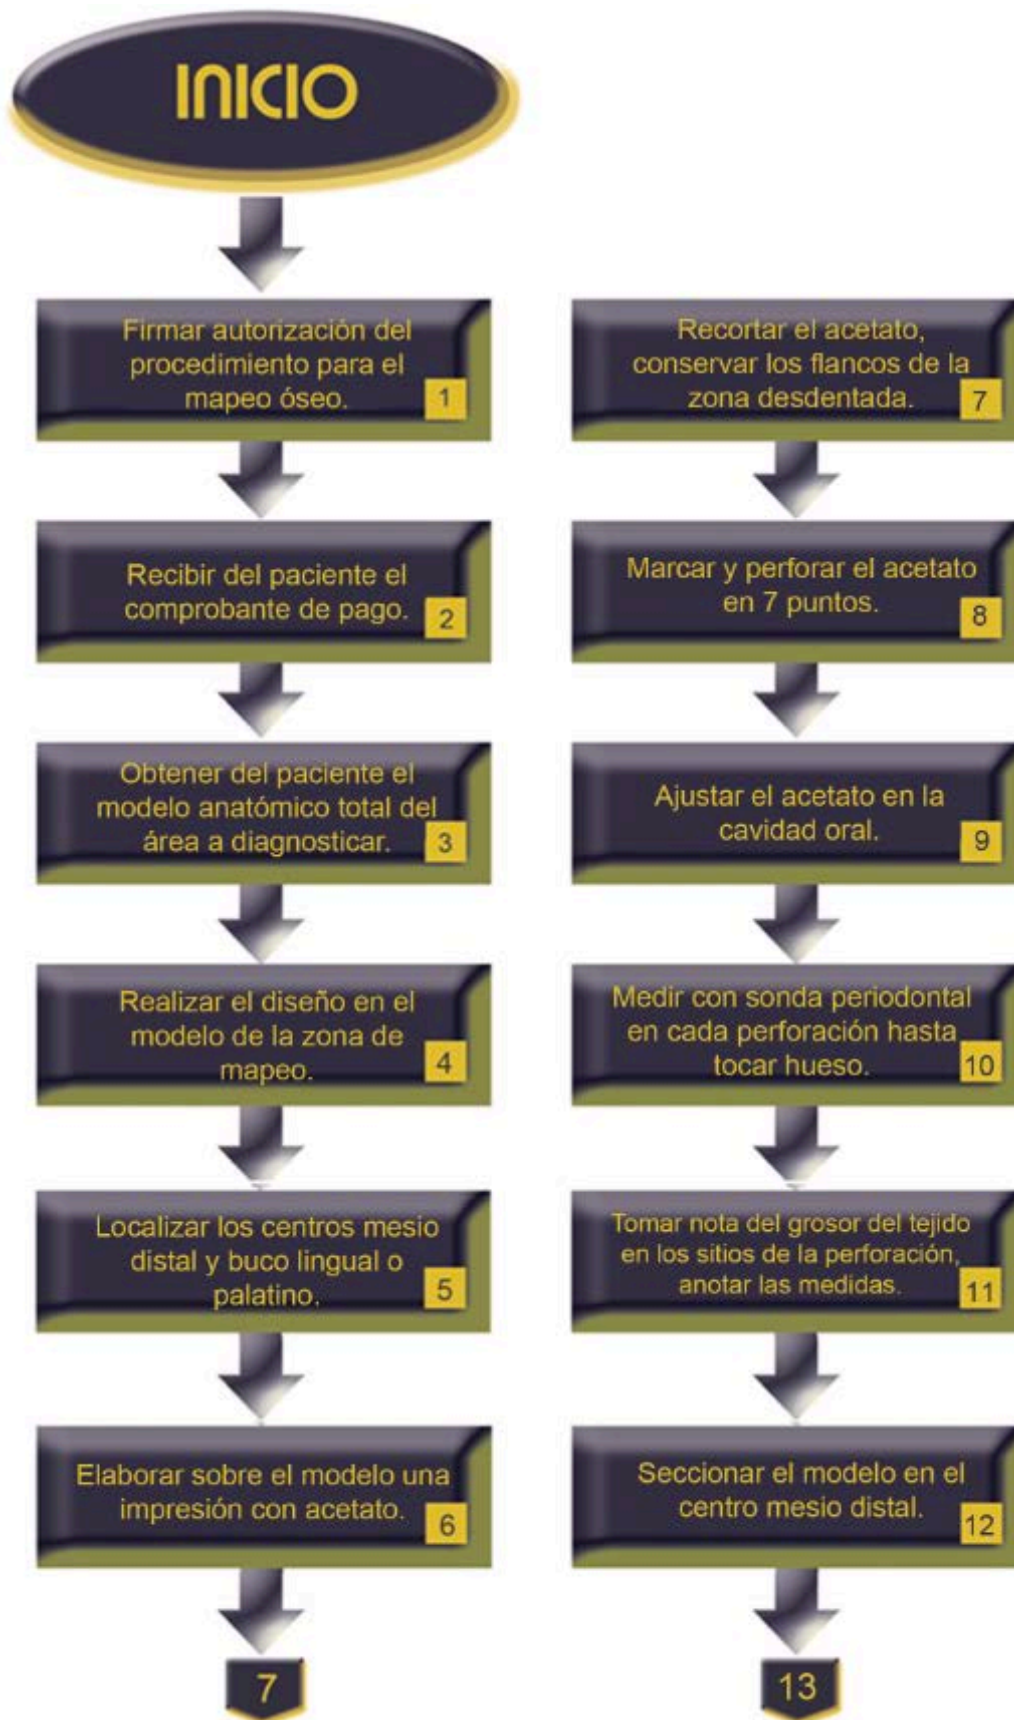 INICIO
Firmar autorización del
procedimiento para el
mapeo óseo.
1
Recibir del paciente el
comprobante de pago.
2
Obtener del paciente el
modelo anatómico total del
área a diagnosticar.
3
Realizar el diseño en el
modelo de la zona de
mapeo.
4
Localizar los centros mesio
distal y buco lingual o
palatino.
5
Elaborar sobre el modelo una
impresión con acetato.
6
7
Recortar el acetato,
conservar los flancos de la
zona desdentada.
7
Marcar y perforar el acetato
en 7 puntos.
8
Ajustar el acetato en la
cavidad oral.
9
Medir con sonda periodontal
en cada perforación hasta
tocar hueso.
10
Tomar nota del grosor del tejido
en los sitios de la perforación,
anotar las medidas.
11
Seccionar el modelo en el
centro mesio distal.
12
13